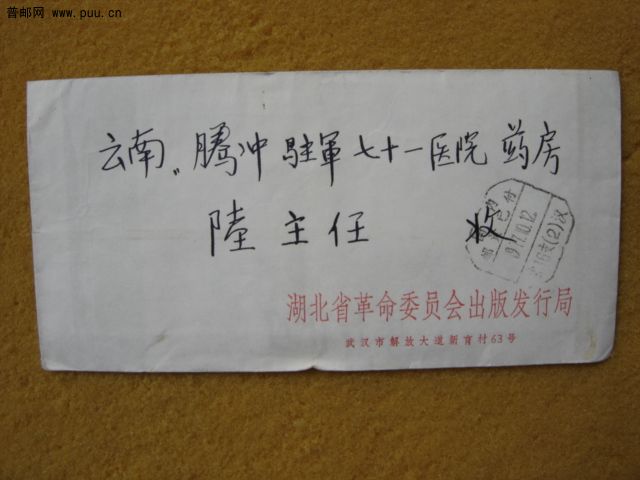 普邮网 www.puu.cn
云南〃腾冲 駐軍七十一医院 药房
陸主任 收
湖北省革命委员会出版发行局
武汉市解放大道新育村63号